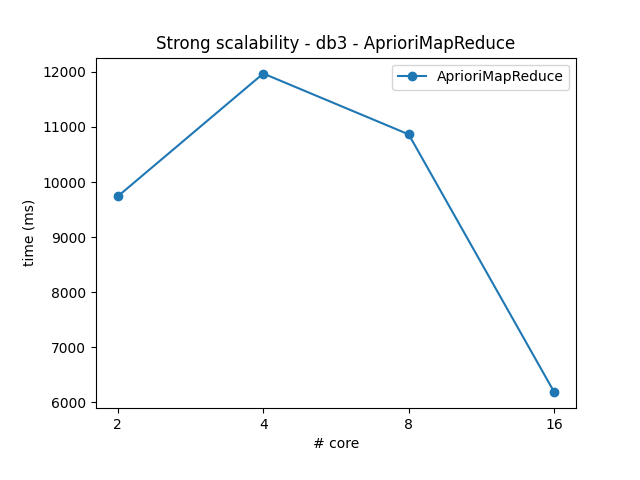 Strong scalability - db3 - AprioriMapReduce
AprioriMapReduce
12000
11000
10000
9000
8000
7000
6000
time (ms)
2 4 8 16
# core